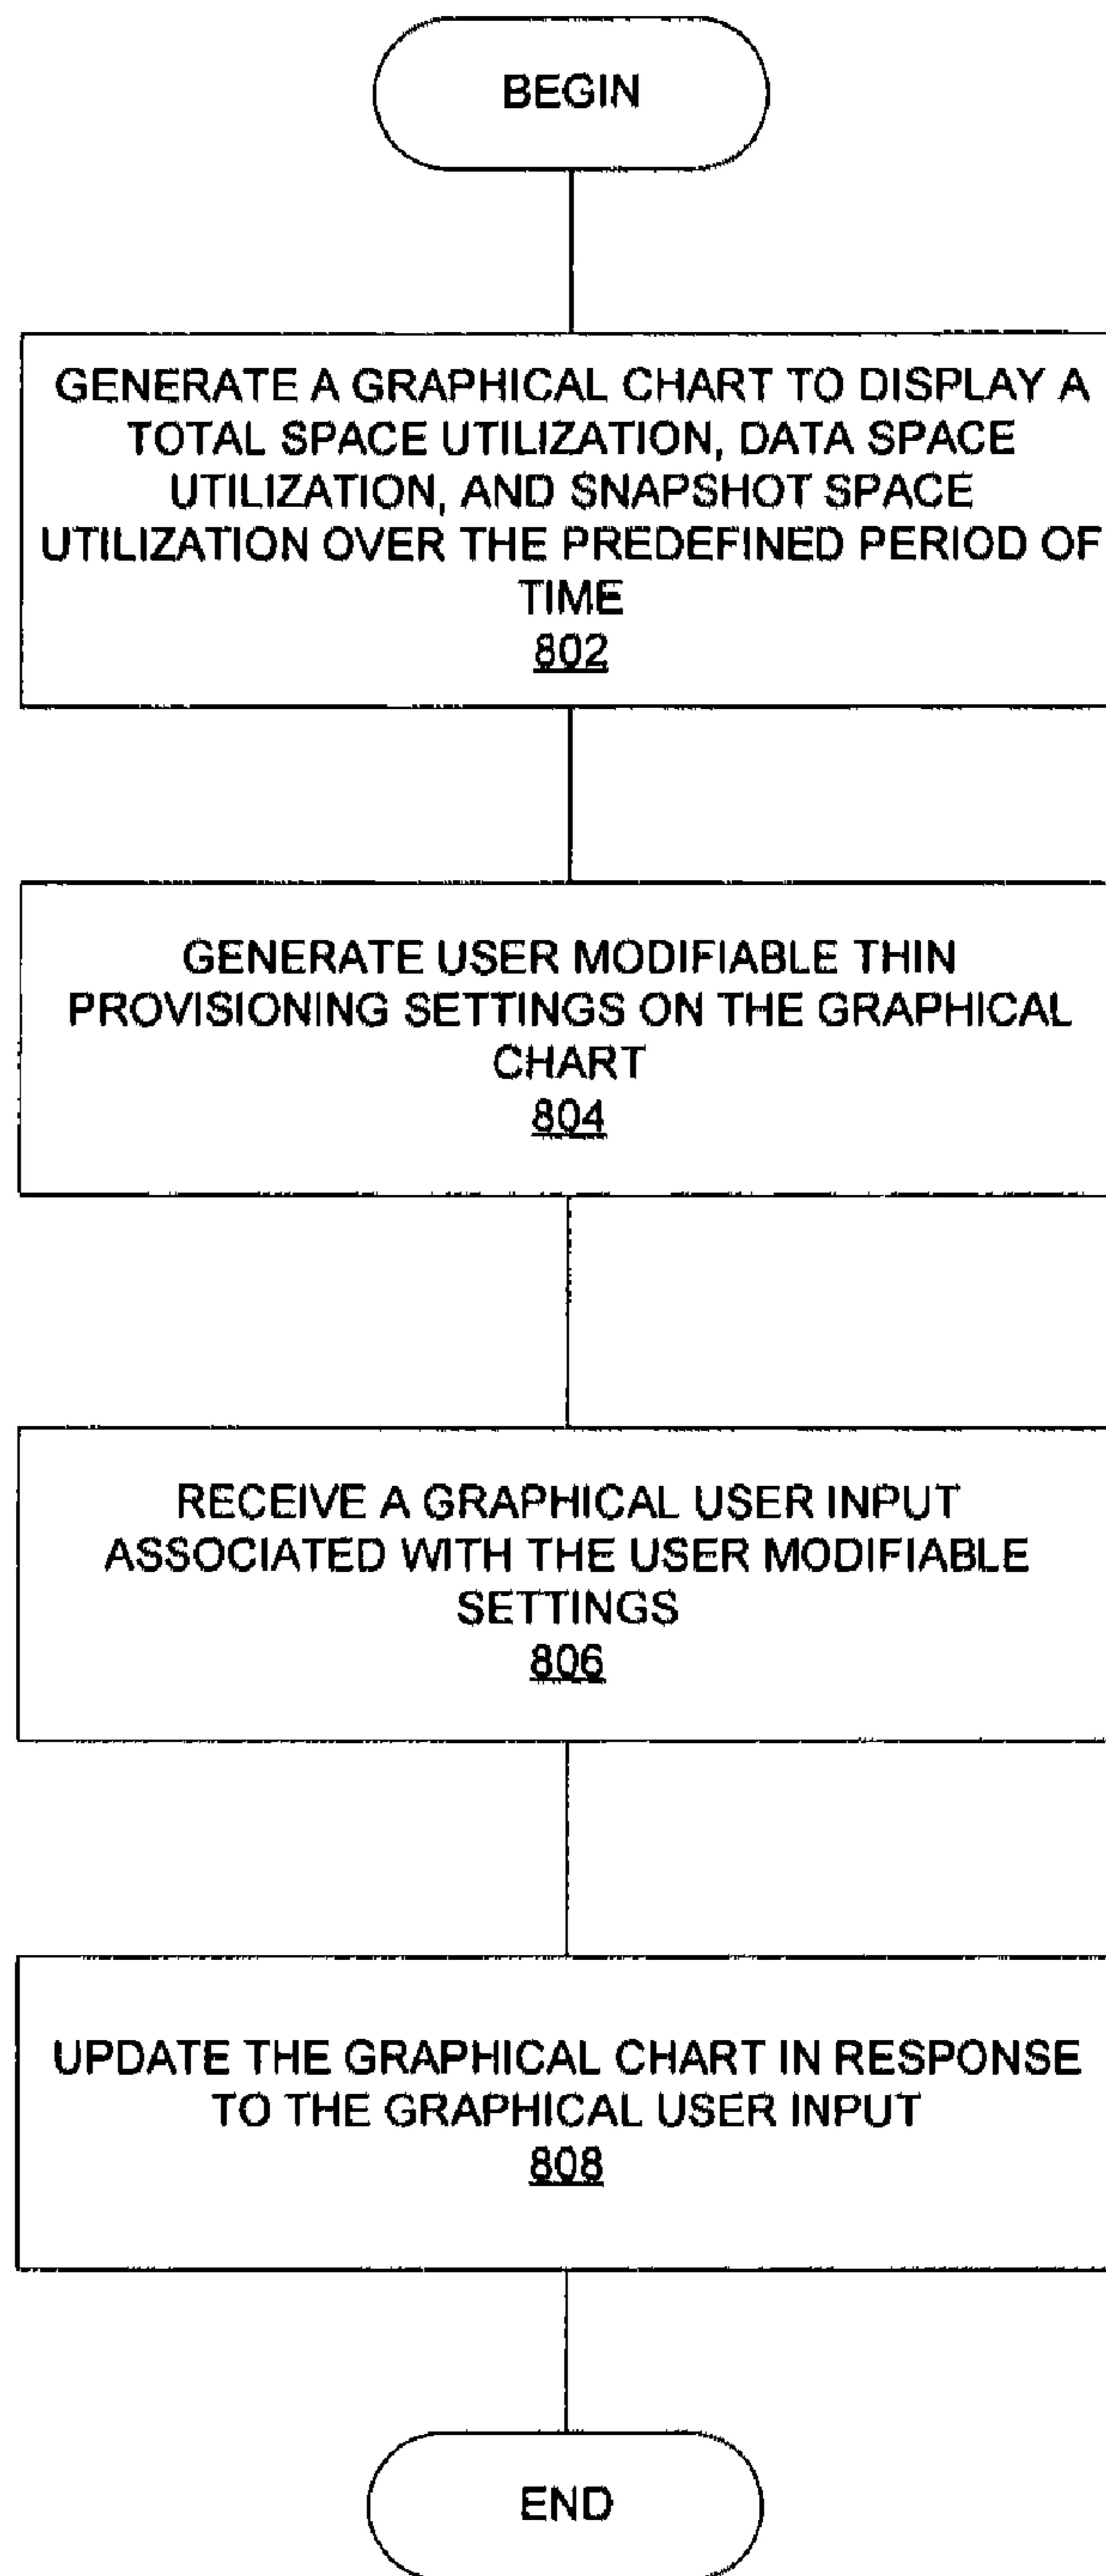 BEGIN
GENERATE A GRAPHICAL CHART TO DISPLAY A
TOTAL SPACE UTILIZATION, DATA SPACE
UTILIZATION, AND SNAPSHOT SPACE
UTILIZATION OVER THE PREDEFINED PERIOD OF
TIME
802
GENERATE USER MODIFIABLE THIN
PROVISIONING SETTINGS ON THE GRAPHICAL
CHART
804
RECEIVE A GRAPHICAL USER INPUT
ASSOCIATED WITH THE USER MODIFIABLE
SETTINGS
806
UPDATE THE GRAPHICAL CHART IN RESPONSE
TO THE GRAPHICAL USER INPUT
808
END